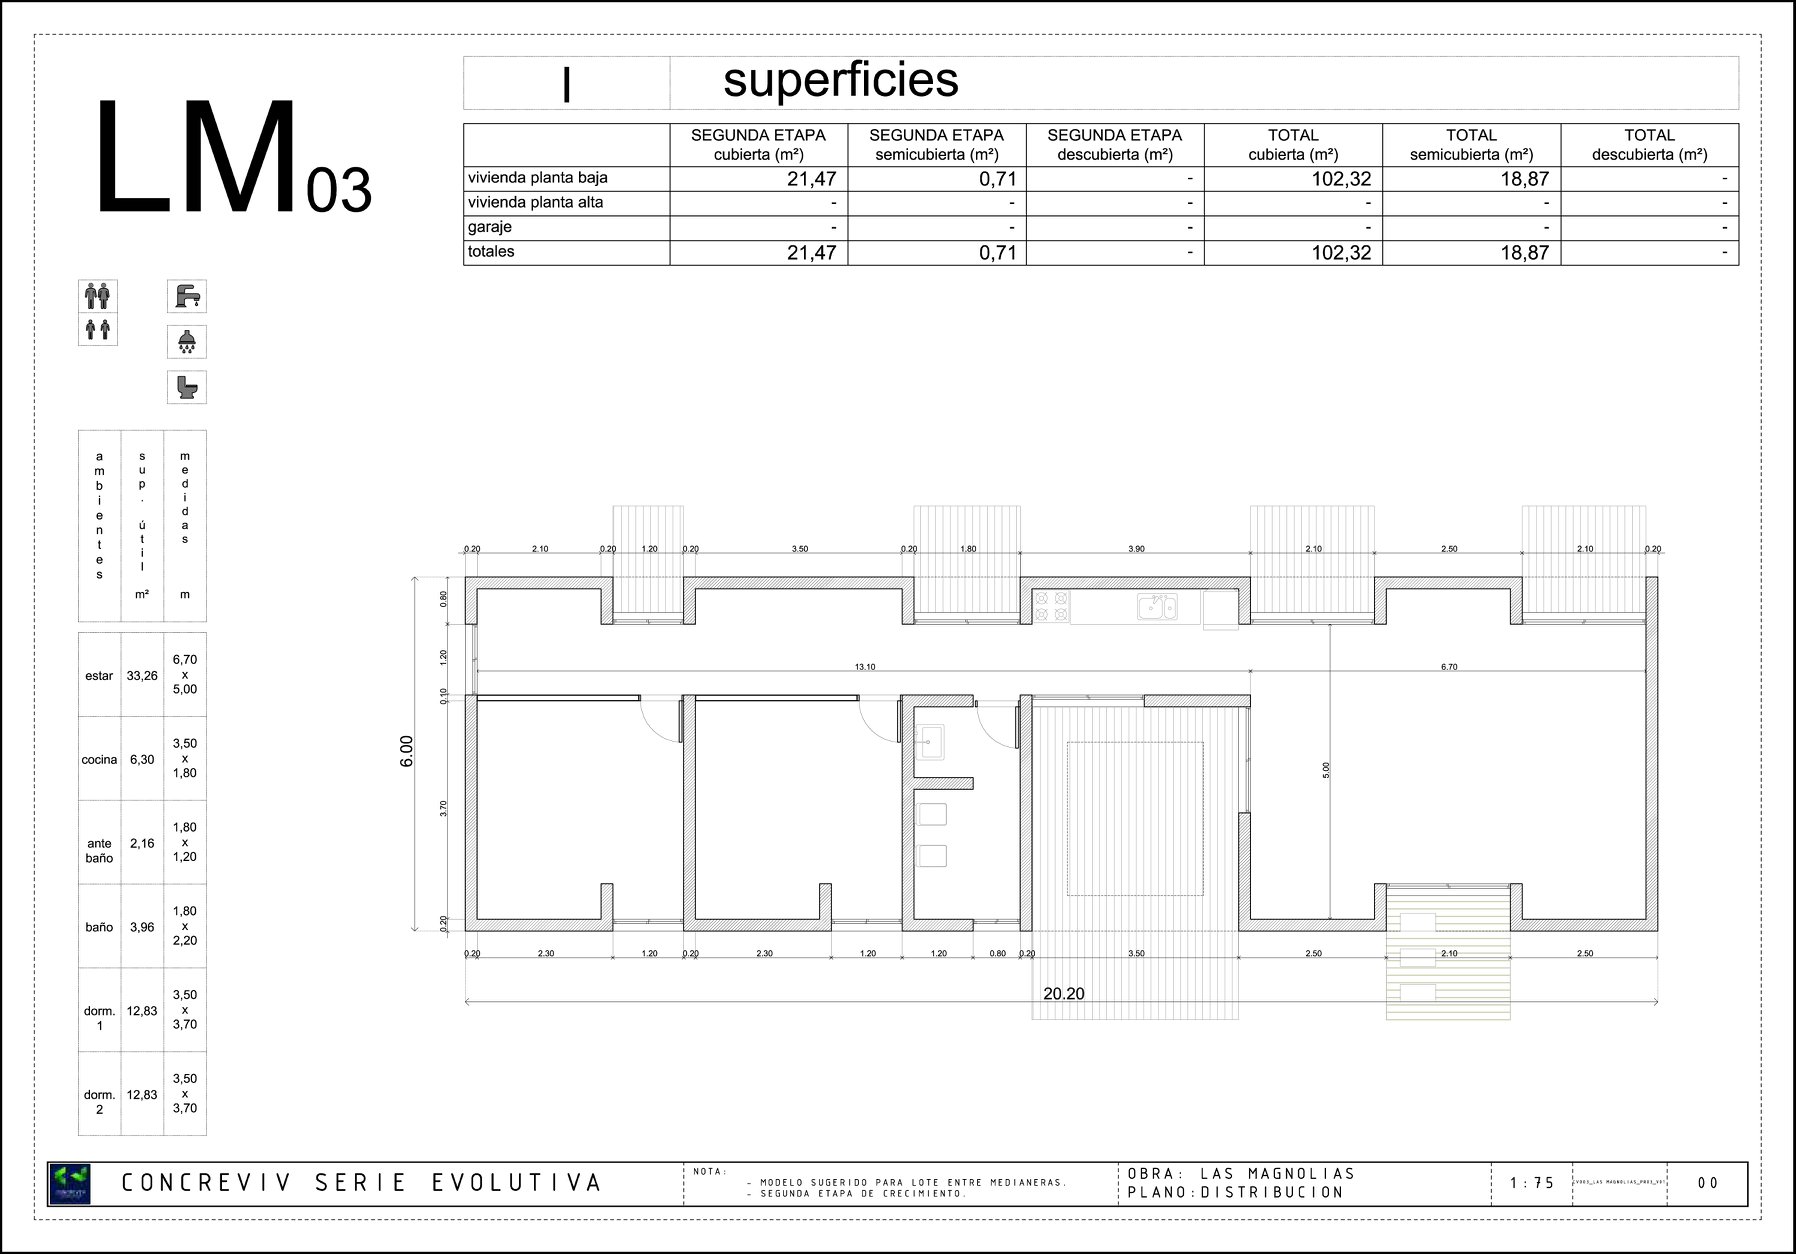 LM03
I superficies
SEGUNDA ETAPA cubierta (m²) SEGUNDA ETAPA semicubierta (m²) SEGUNDA ETAPA descubierta (m²) TOTAL cubierta (m²) TOTAL semicubierta (m²) TOTAL descubierta (m²)
vivienda planta baja 21,47 0,71 - 102,32 18,87 -
vivienda planta alta - - - - - -
garaje - - - - - -
totales 21,47 0,71 - 102,32 18,87 -
ambientes sup. útil m² medidas m
estar 33,26 6,70 x 5,00
cocina 6,30 3,50 x 1,80
ante baño 2,16 1,80 x 1,20
baño 3,96 1,80 x 2,20
dorm. 1 12,83 3,50 x 3,70
dorm. 2 12,83 3,50 x 3,70
0.20 2.10 0.20 1.20 0.20 3.50 0.20 1.80 3.90 2.10 2.50 2.10 0.20
0.80
1.20
0.10
3.70
0.20
6.00
13.10 6.70
5.00
0.20 2.30 1.20 0.20 2.30 1.20 1.20 0.80 0.20 3.50 2.50 2.10 2.50
20.20
CONCREVIV SERIE EVOLUTIVA
NOTA:
- MODELO SUGERIDO PARA LOTE ENTRE MEDIANERAS.
- SEGUNDA ETAPA DE CRECIMIENTO.
OBRA: LAS MAGNOLIAS
PLANO:DISTRIBUCION
1:75
00